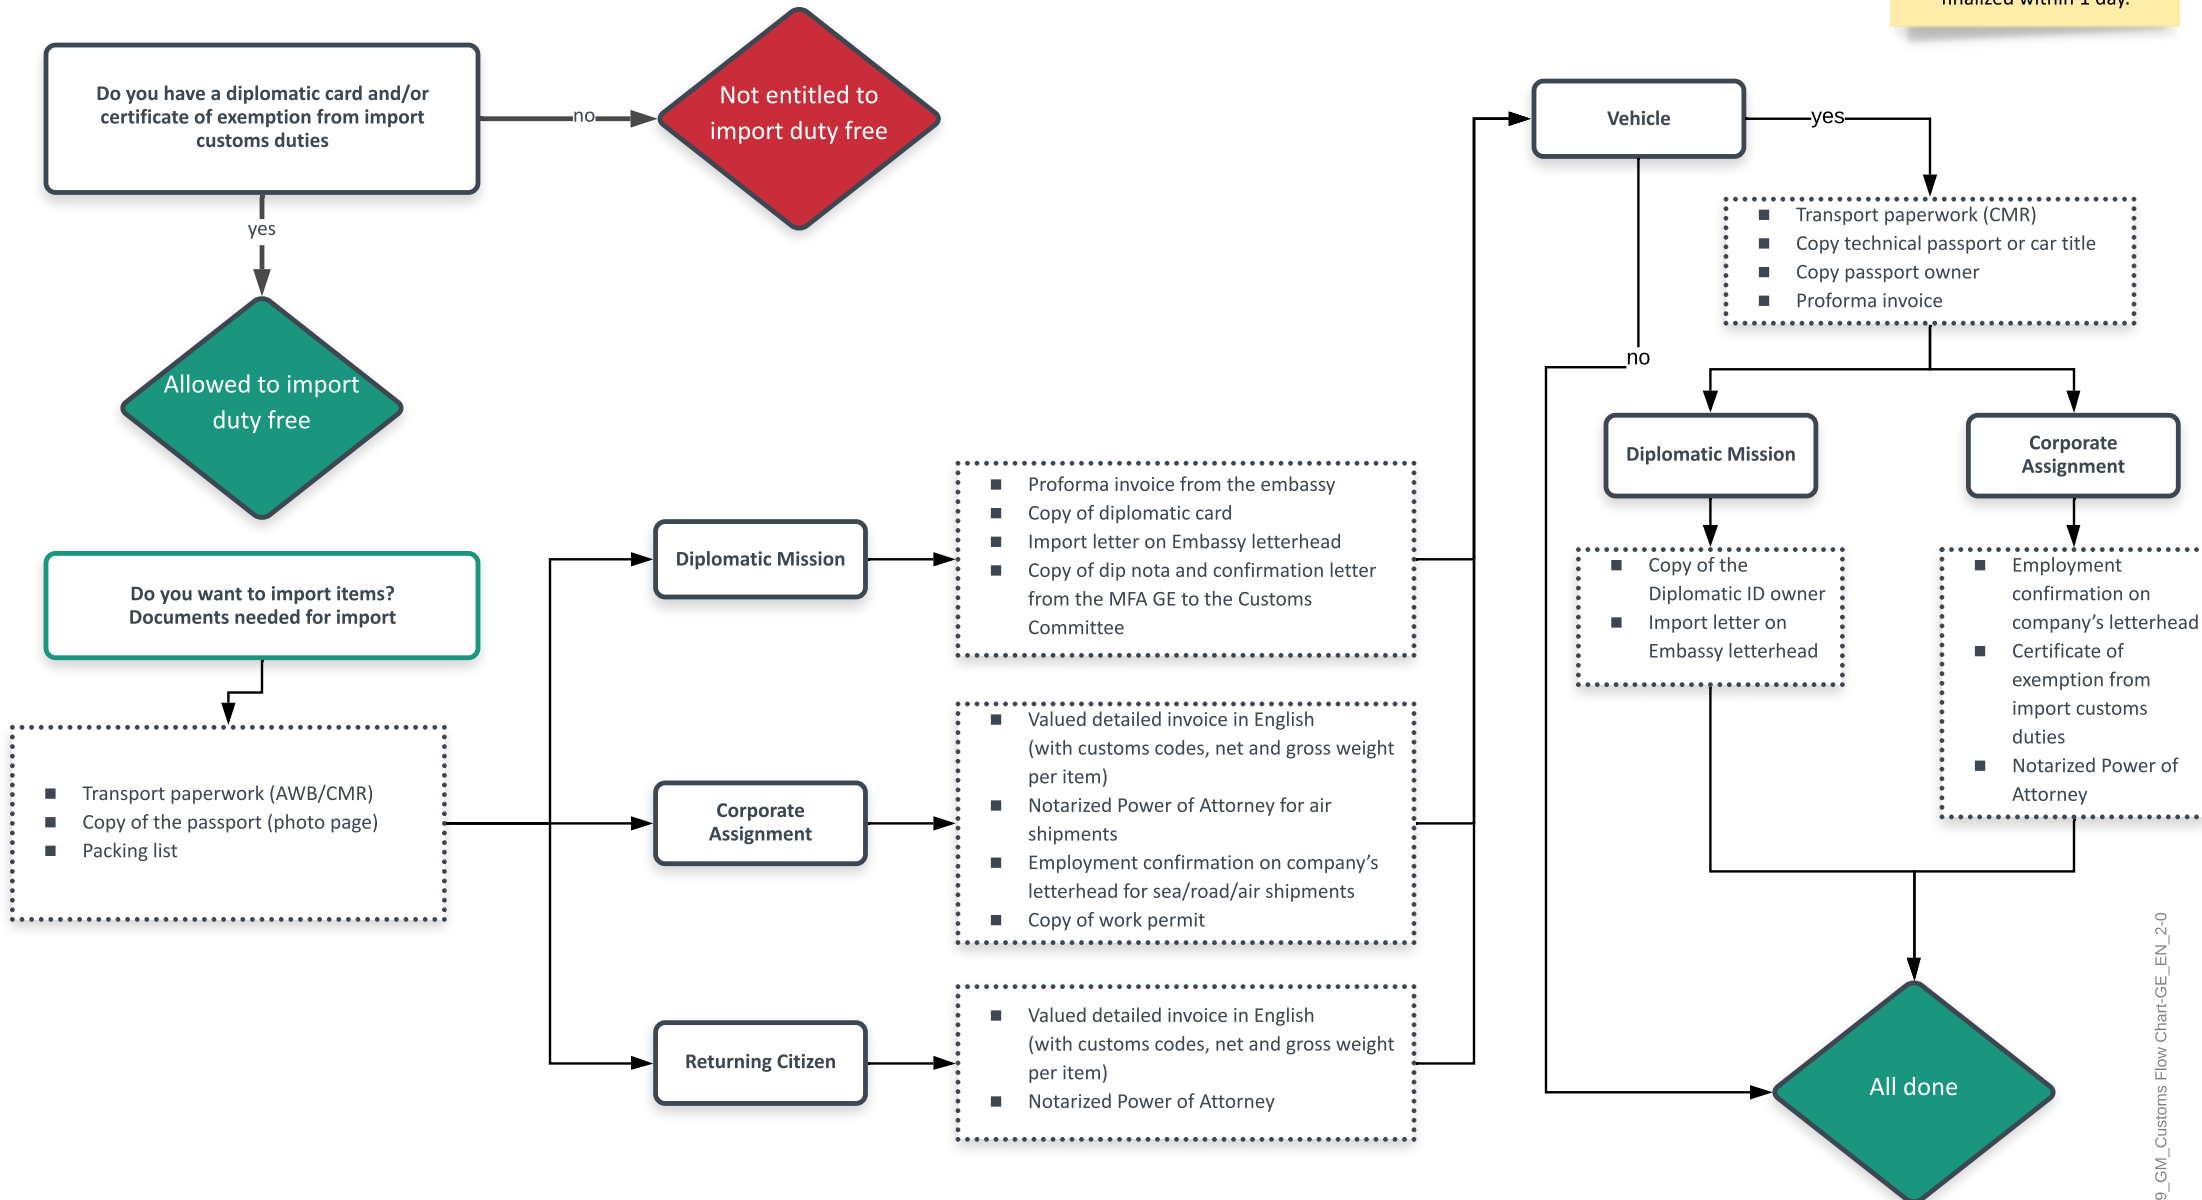 finalized within 1 day.
Do you have a diplomatic card and/or
certificate of exemption from import
customs duties
no
Not entitled to
import duty free
yes
Allowed to import
duty free
Do you want to import items?
Documents needed for import
Transport paperwork (AWB/CMR)
Copy of the passport (photo page)
Packing list
Diplomatic Mission
Proforma invoice from the embassy
Copy of diplomatic card
Import letter on Embassy letterhead
Copy of dip nota and confirmation letter
from the MFA GE to the Customs
Committee
Corporate
Assignment
Valued detailed invoice in English
(with customs codes, net and gross weight
per item)
Notarized Power of Attorney for air
shipments
Employment confirmation on company’s
letterhead for sea/road/air shipments
Copy of work permit
Returning Citizen
Valued detailed invoice in English
(with customs codes, net and gross weight
per item)
Notarized Power of Attorney
Vehicle
yes
no
Transport paperwork (CMR)
Copy technical passport or car title
Copy passport owner
Proforma invoice
Diplomatic Mission
Copy of the
Diplomatic ID owner
Import letter on
Embassy letterhead
Corporate
Assignment
Employment
confirmation on
company’s letterhead
Certificate of
exemption from
import customs
duties
Notarized Power of
Attorney
All done
9_GM_Customs Flow Chart-GE_EN_2-0